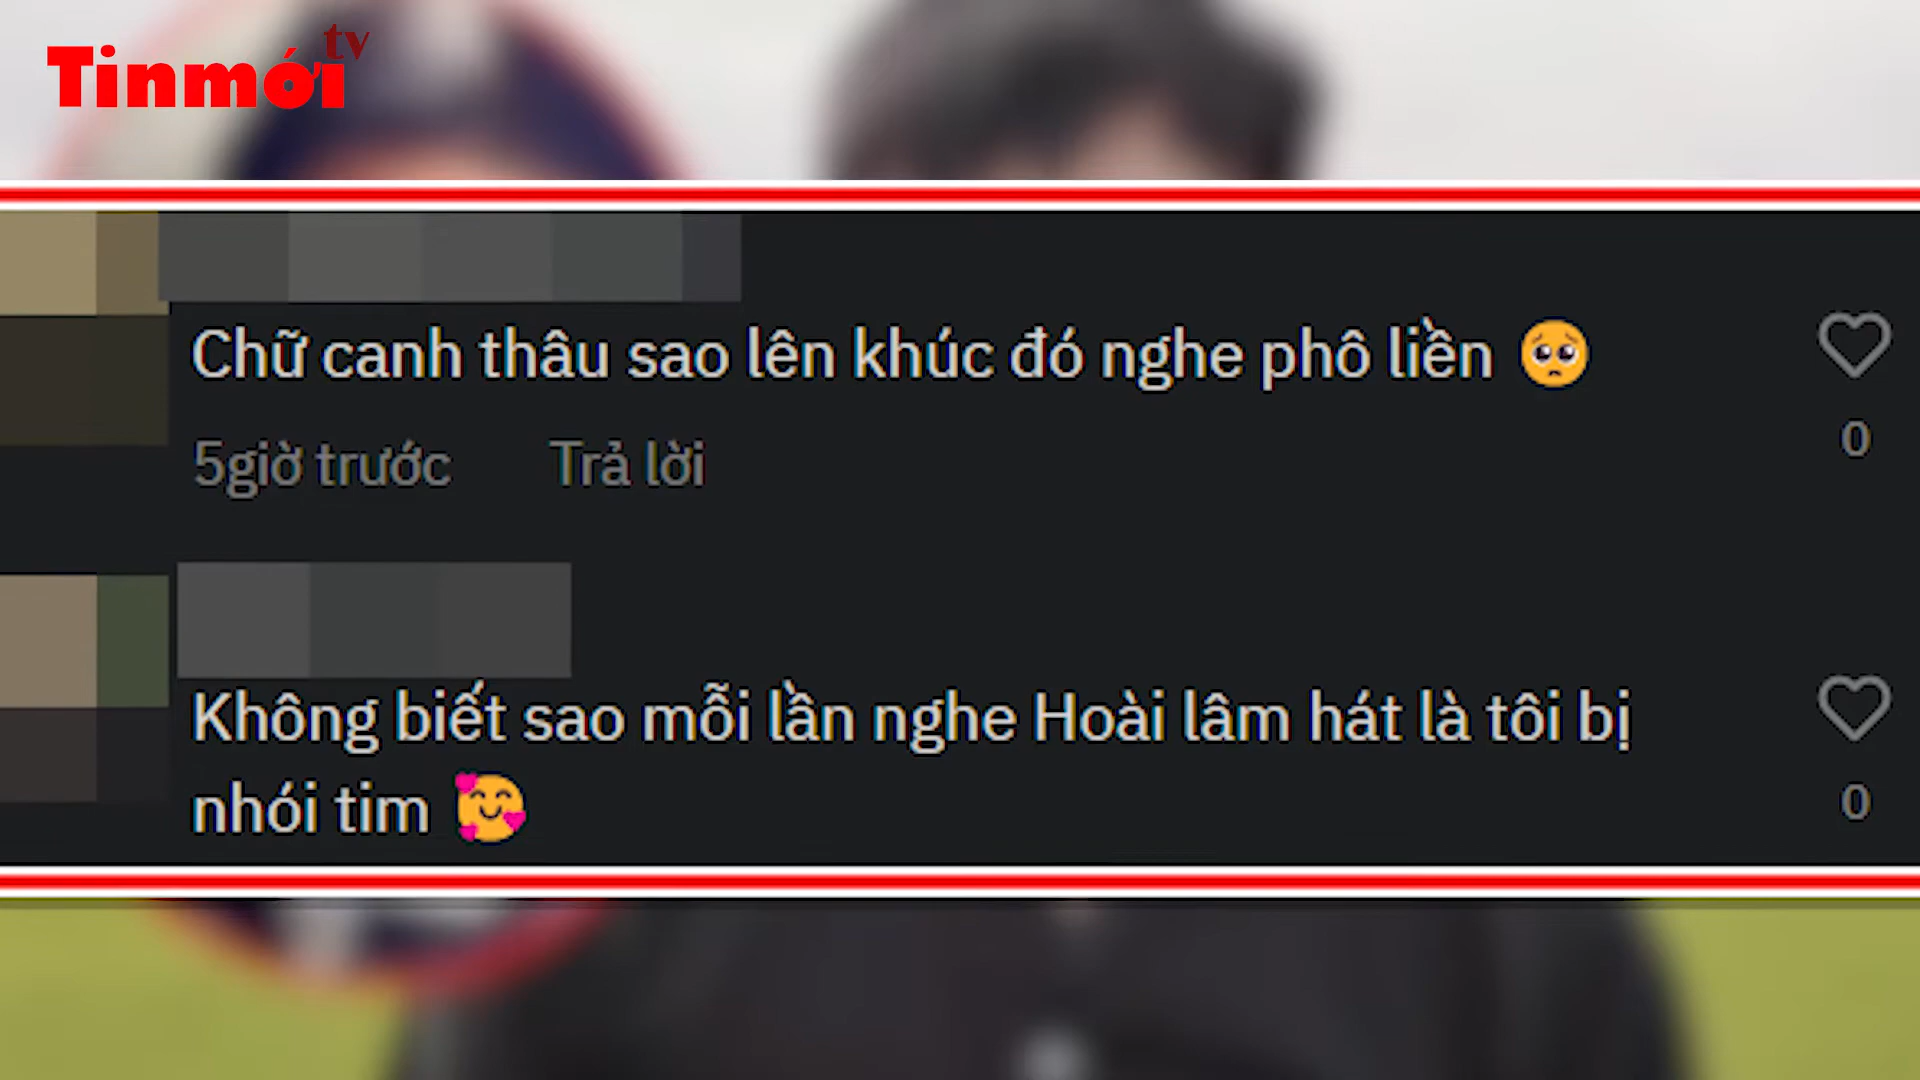 Tinmới tv
Chữ canh thâu sao lên khúc đó nghe phô liền 🥺
0
5giờ trước Trả lời
Không biết sao mỗi lần nghe Hoài lâm hát là tôi bị
nhói tim 🥰
0